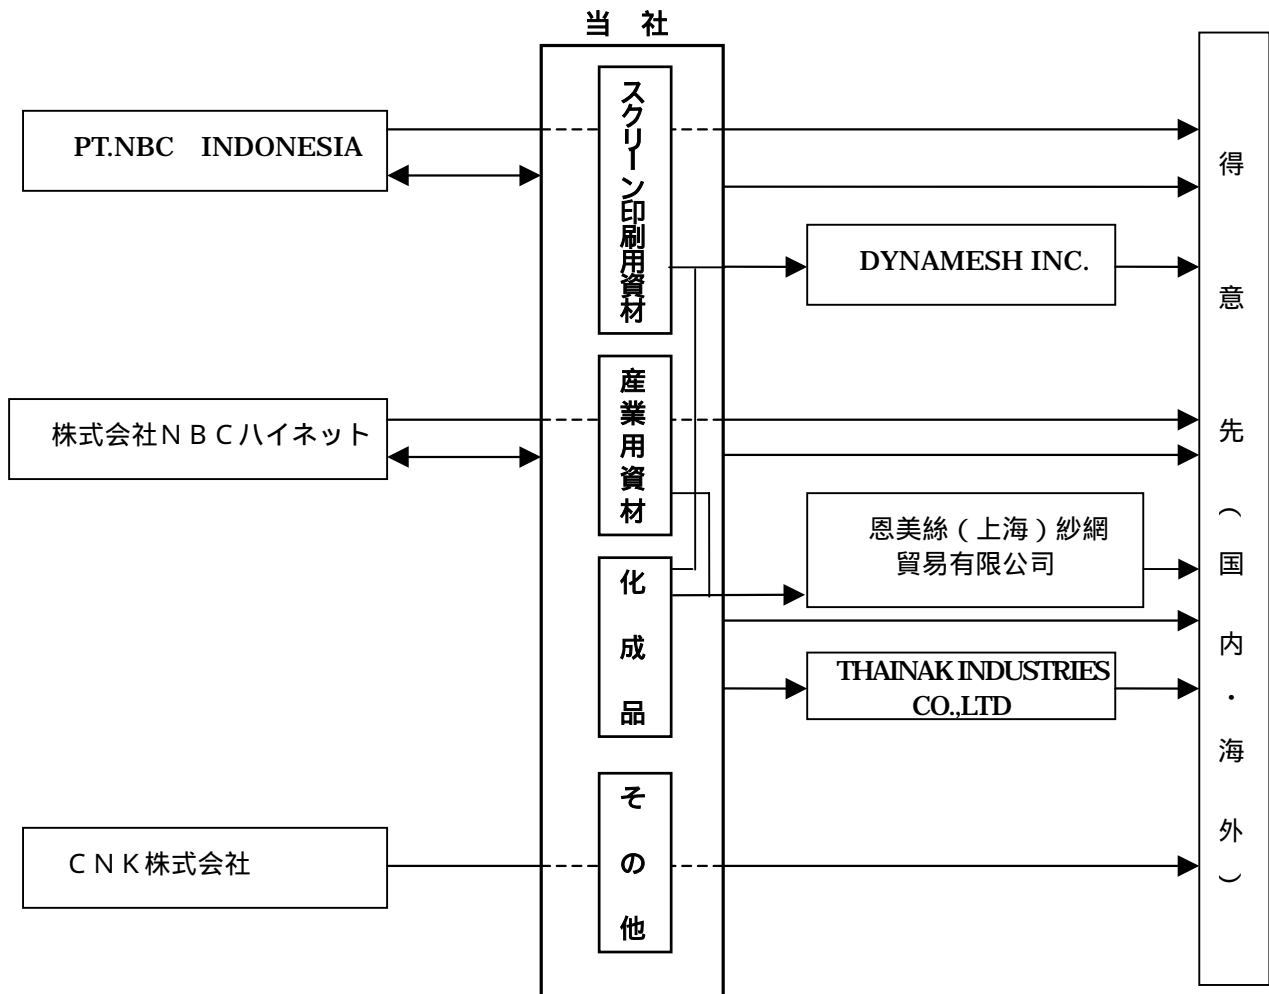 当　社
スクリーン印刷用資材
PT.NBC　INDONESIA
DYNAMESH INC.
産業用資材
株式会社ＮＢＣハイネット
恩美絲（上海）紗網
貿易有限公司
化成品
THAINAK INDUSTRIES
CO.,LTD
その他
ＣＮＫ株式会社
得意先（国内・海外）